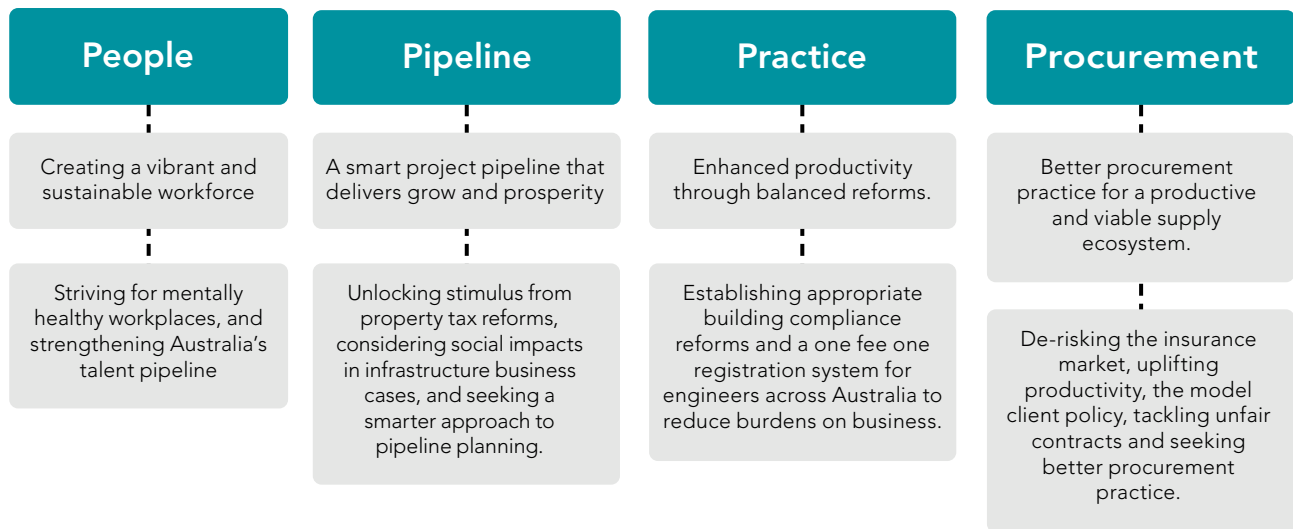 People
Creating a vibrant and
sustainable workforce
Striving for mentally
healthy workplaces, and
strengthening Australia’s
talent pipeline
Pipeline
A smart project pipeline that
delivers grow and prosperity
Unlocking stimulus from
property tax reforms,
considering social impacts
in infrastructure business
cases, and seeking a
smarter approach to
pipeline planning.
Practice
Enhanced productivity
through balanced reforms.
Establishing appropriate
building compliance
reforms and a one fee one
registration system for
engineers across Australia to
reduce burdens on business.
Procurement
Better procurement
practice for a productive
and viable supply
ecosystem.
De-risking the insurance
market, uplifting
productivity, the model
client policy, tackling unfair
contracts and seeking
better procurement
practice.